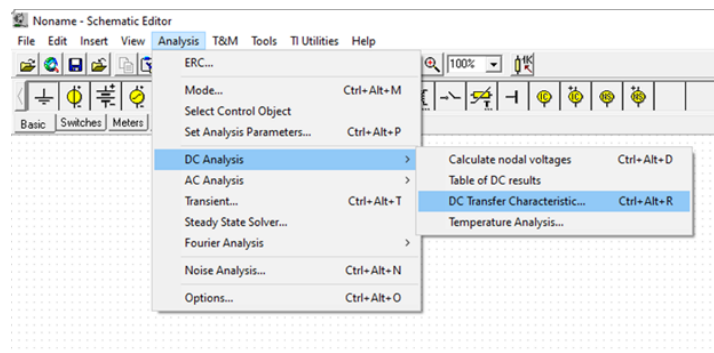 Noname - Schematic Editor
File Edit Insert View Analysis T&M Tools TI Utilities Help
100%
Basic Switches Meters
ERC...
Mode... Ctrl+Alt+M
Select Control Object
Set Analysis Parameters... Ctrl+Alt+P
DC Analysis >
Calculate nodal voltages Ctrl+Alt+D
AC Analysis >
Table of DC results
Transient... Ctrl+Alt+T
DC Transfer Characteristic... Ctrl+Alt+R
Steady State Solver...
Temperature Analysis...
Fourier Analysis >
Noise Analysis... Ctrl+Alt+N
Options... Ctrl+Alt+O